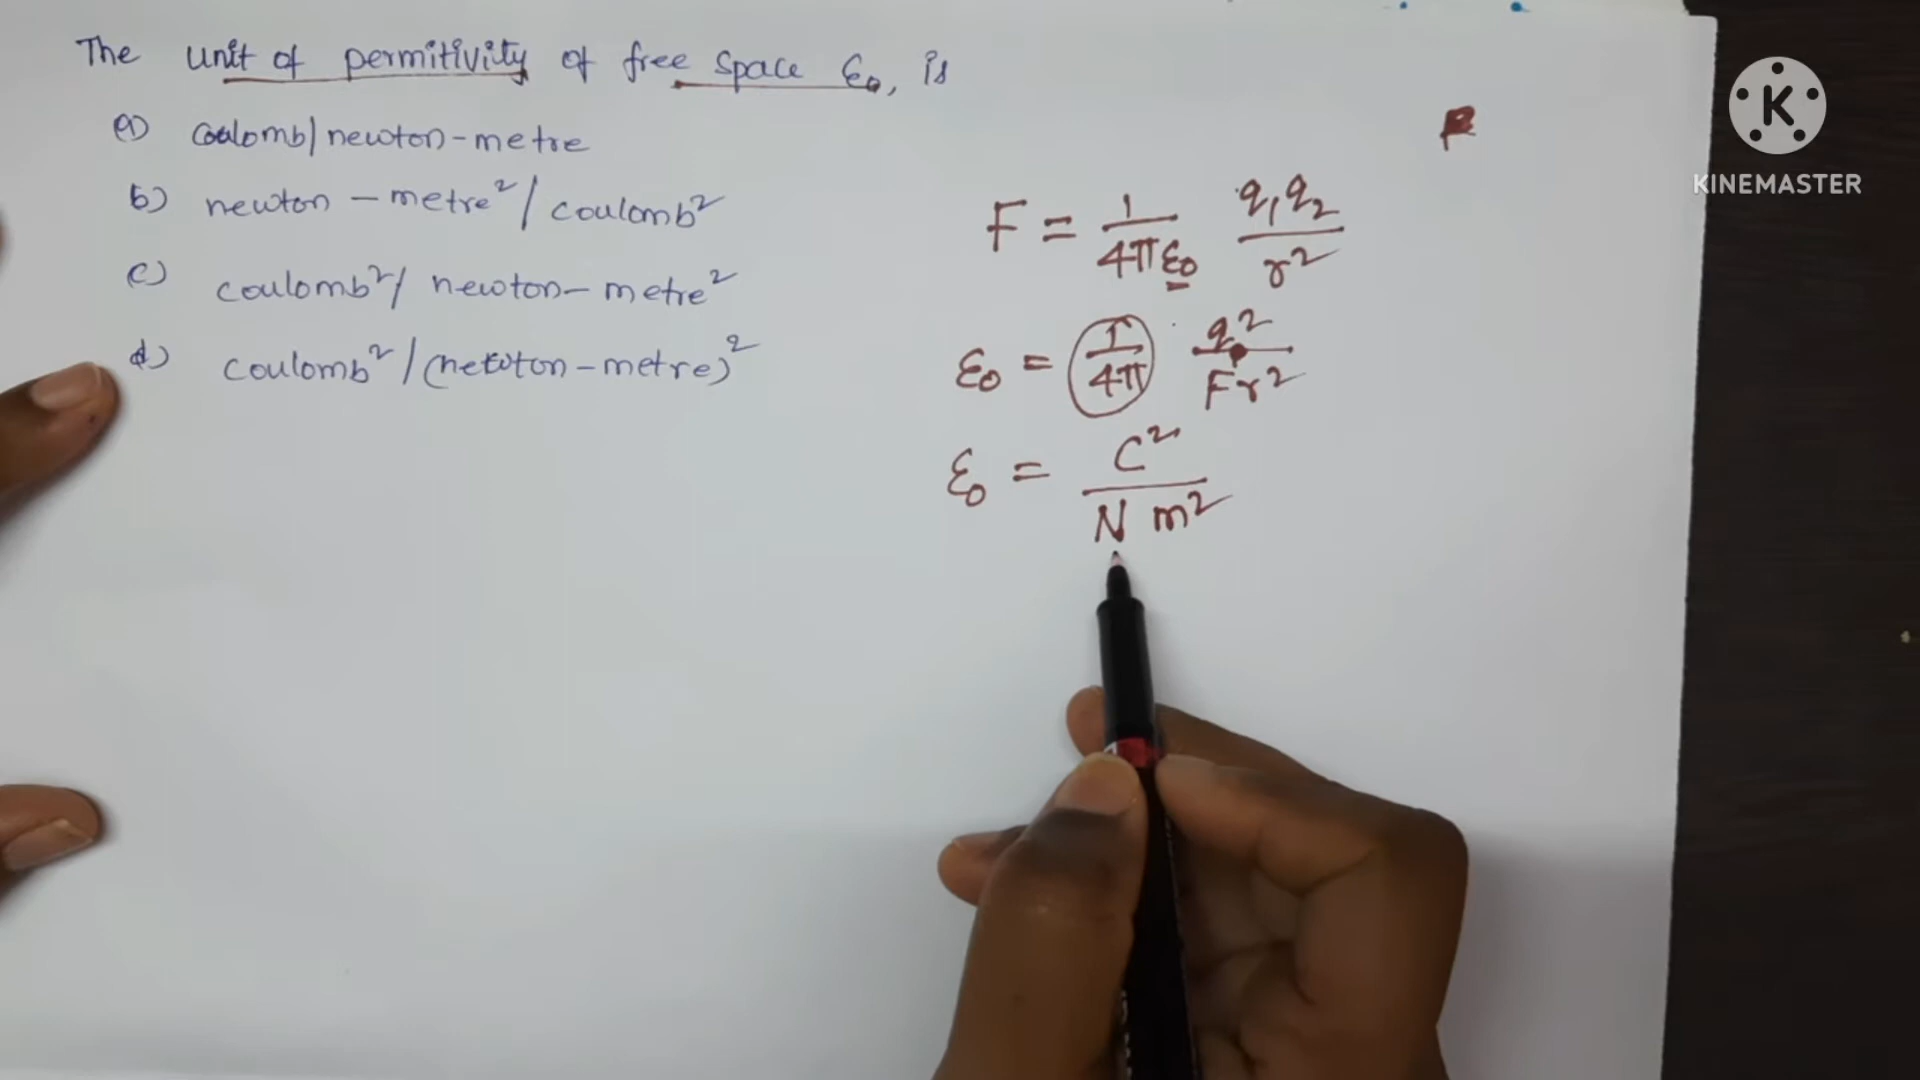 The unit of permitivity of free space ε₀, is
a) coulomb/newton-metre
b) newton - metre²/coulomb²
c) coulomb²/ newton- metre²
d) coulomb²/(newton-metre)²
F = 1/4πε₀ q₁q₂/r²
ε₀ = 1/4π q²/Fr²
ε₀ = C²/N m²
K
KINEMASTER